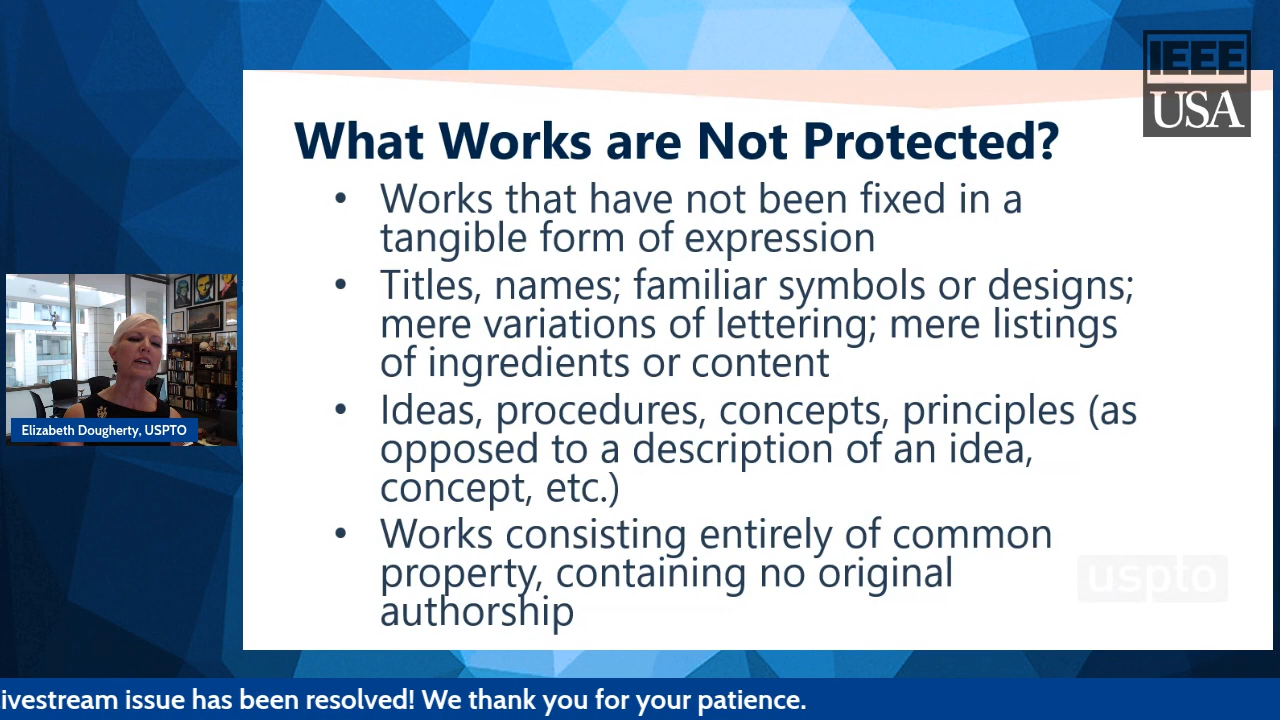 IEEE
USA
What Works are Not Protected?
• Works that have not been fixed in a
tangible form of expression
• Titles, names; familiar symbols or designs;
mere variations of lettering; mere listings
of ingredients or content
• Ideas, procedures, concepts, principles (as
opposed to a description of an idea,
concept, etc.)
• Works consisting entirely of common
property, containing no original
authorship
uspto
Elizabeth Dougherty, USPTO
ivestream issue has been resolved! We thank you for your patience.